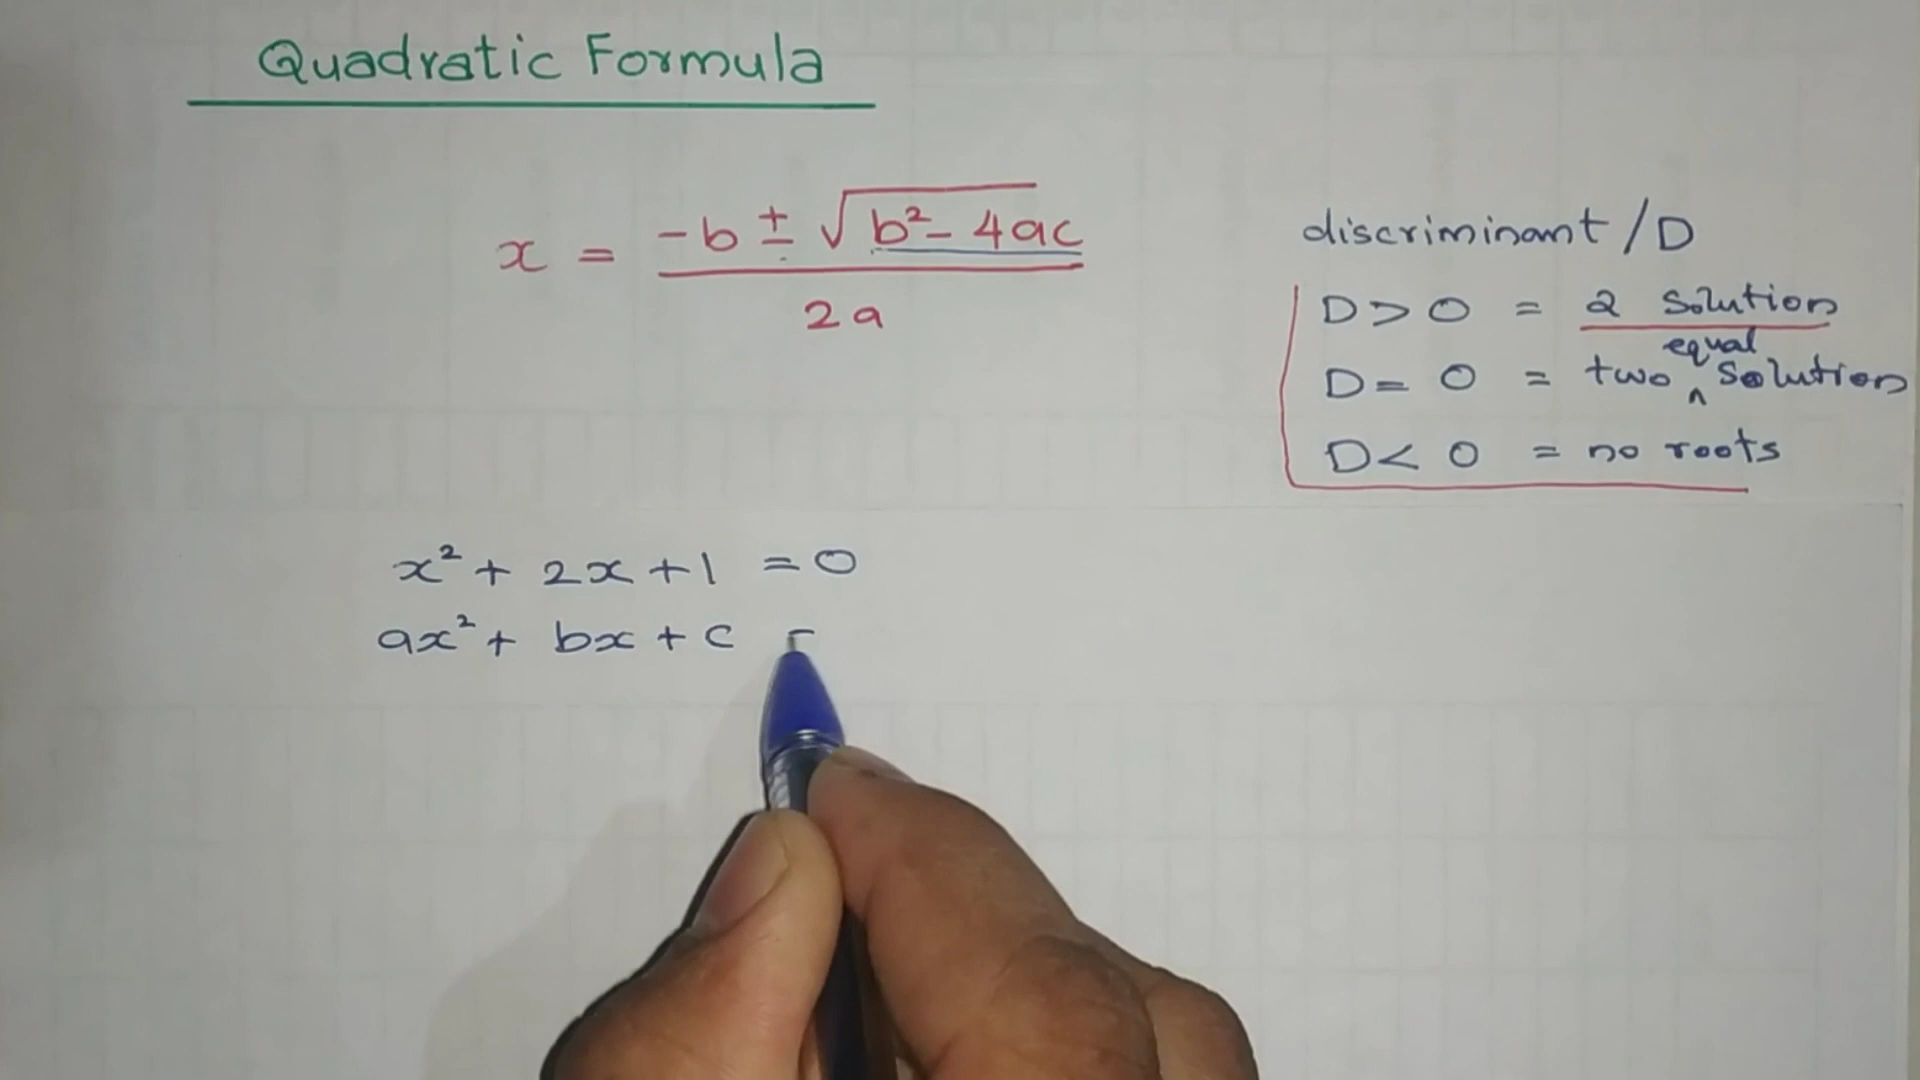 Quadratic Formula
x = -b ± √b² - 4ac / 2a
discriminant / D
D > 0 = 2 Solution
D = 0 = two equal Solution
D < 0 = no roots
x² + 2x + 1 = 0
ax² + bx + c =